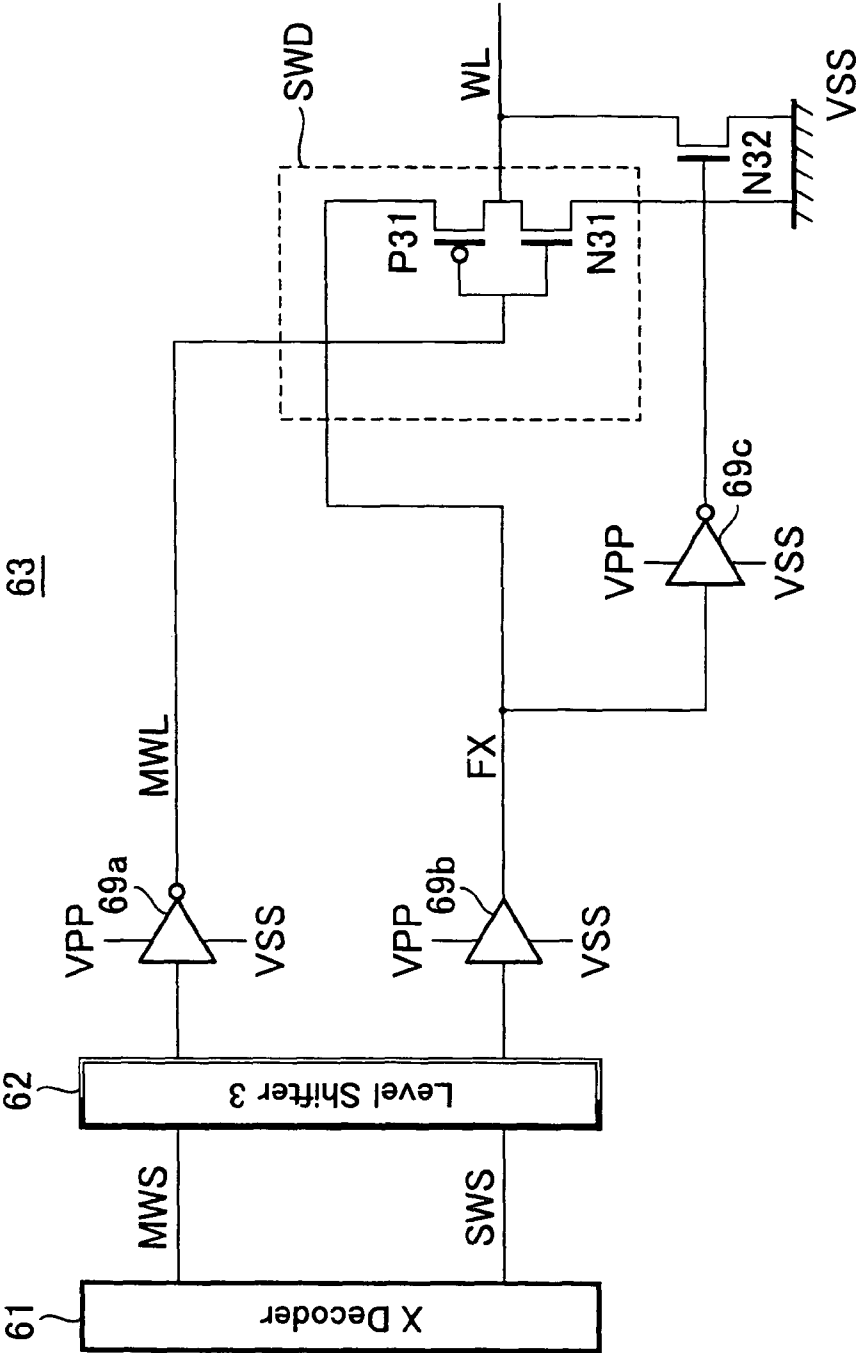 63
61
X Decoder
MWS
SWS
62
Level Shifter 3
VPP
69a
VSS
MWL
VPP
69b
VSS
FX
VPP
69c
VSS
SWD
P31
N31
WL
N32
VSS